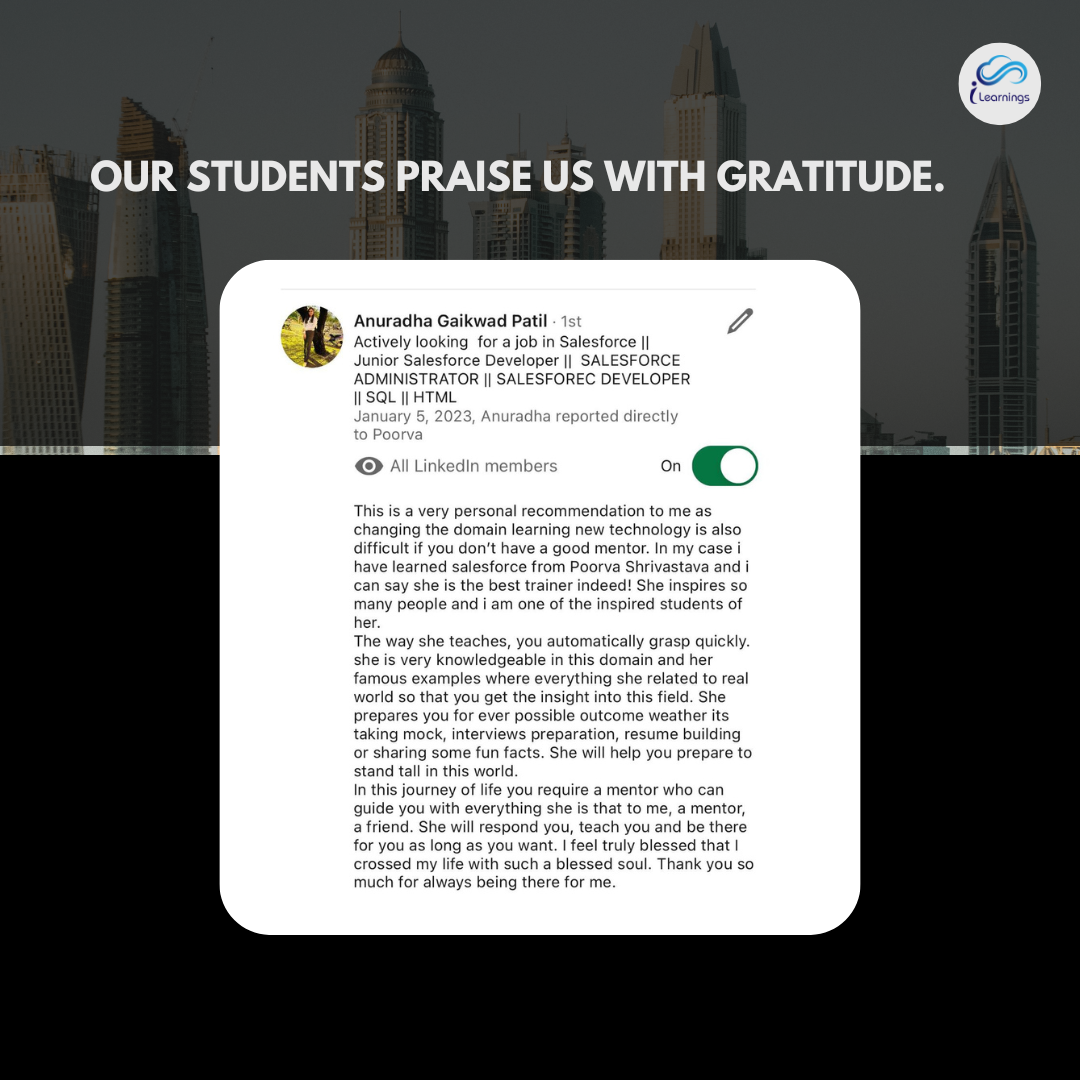 i Learnings
OUR STUDENTS PRAISE US WITH GRATITUDE.
Anuradha Gaikwad Patil · 1st
Actively looking  for a job in Salesforce ||
Junior Salesforce Developer ||  SALESFORCE
ADMINISTRATOR || SALESFOREC DEVELOPER
|| SQL || HTML
January 5, 2023, Anuradha reported directly
to Poorva
All LinkedIn members
On
This is a very personal recommendation to me as
changing the domain learning new technology is also
difficult if you don’t have a good mentor. In my case i
have learned salesforce from Poorva Shrivastava and i
can say she is the best trainer indeed! She inspires so
many people and i am one of the inspired students of
her.
The way she teaches, you automatically grasp quickly.
she is very knowledgeable in this domain and her
famous examples where everything she related to real
world so that you get the insight into this field. She
prepares you for ever possible outcome weather its
taking mock, interviews preparation, resume building
or sharing some fun facts. She will help you prepare to
stand tall in this world.
In this journey of life you require a mentor who can
guide you with everything she is that to me, a mentor,
a friend. She will respond you, teach you and be there
for you as long as you want. I feel truly blessed that I
crossed my life with such a blessed soul. Thank you so
much for always being there for me.